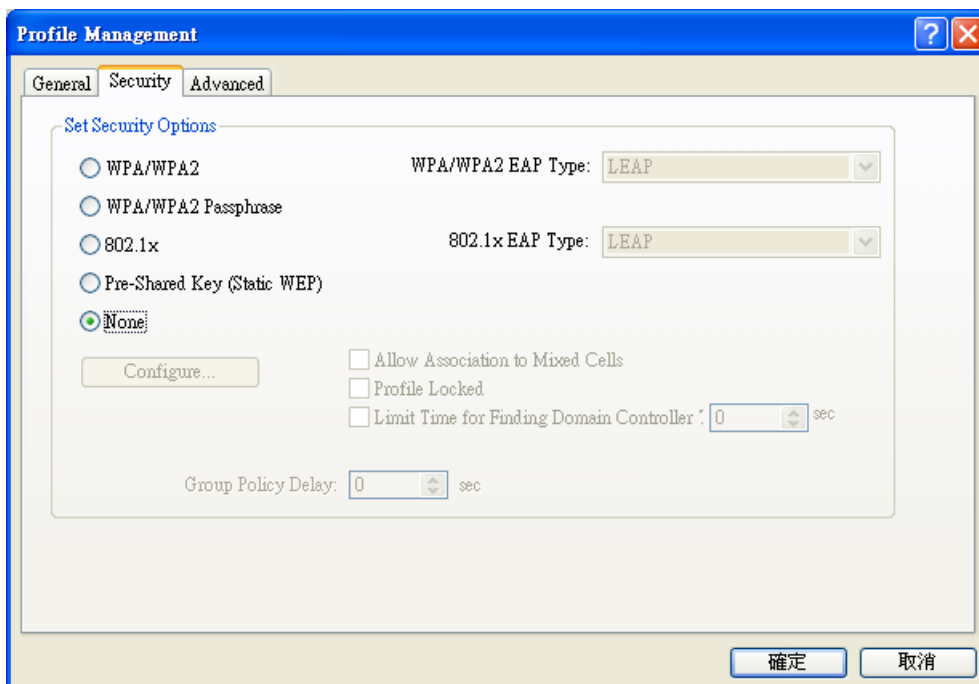 Profile Management
General Security Advanced
Set Security Options
WPA/WPA2 WPA/WPA2 EAP Type: LEAP
WPA/WPA2 Passphrase
802.1x 802.1x EAP Type: LEAP
Pre-Shared Key (Static WEP)
None
Configure... Allow Association to Mixed Cells
Profile Locked
Limit Time for Finding Domain Controller 0 sec
Group Policy Delay: 0 sec
確定 取消